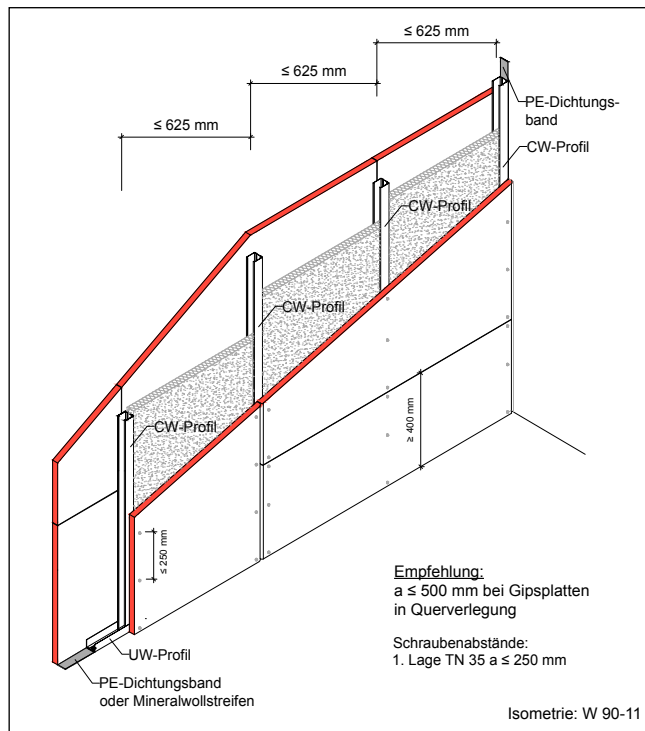 ≤ 625 mm
≤ 625 mm
≤ 625 mm
PE-Dichtungs-
band
CW-Profil
CW-Profil
CW-Profil
CW-Profil
≥ 400 mm
≤ 250 mm
Empfehlung:
a ≤ 500 mm bei Gipsplatten
in Querverlegung
Schraubenabstände:
1. Lage TN 35 a ≤ 250 mm
UW-Profil
PE-Dichtungsband
oder Mineralwollstreifen
Isometrie: W 90-11